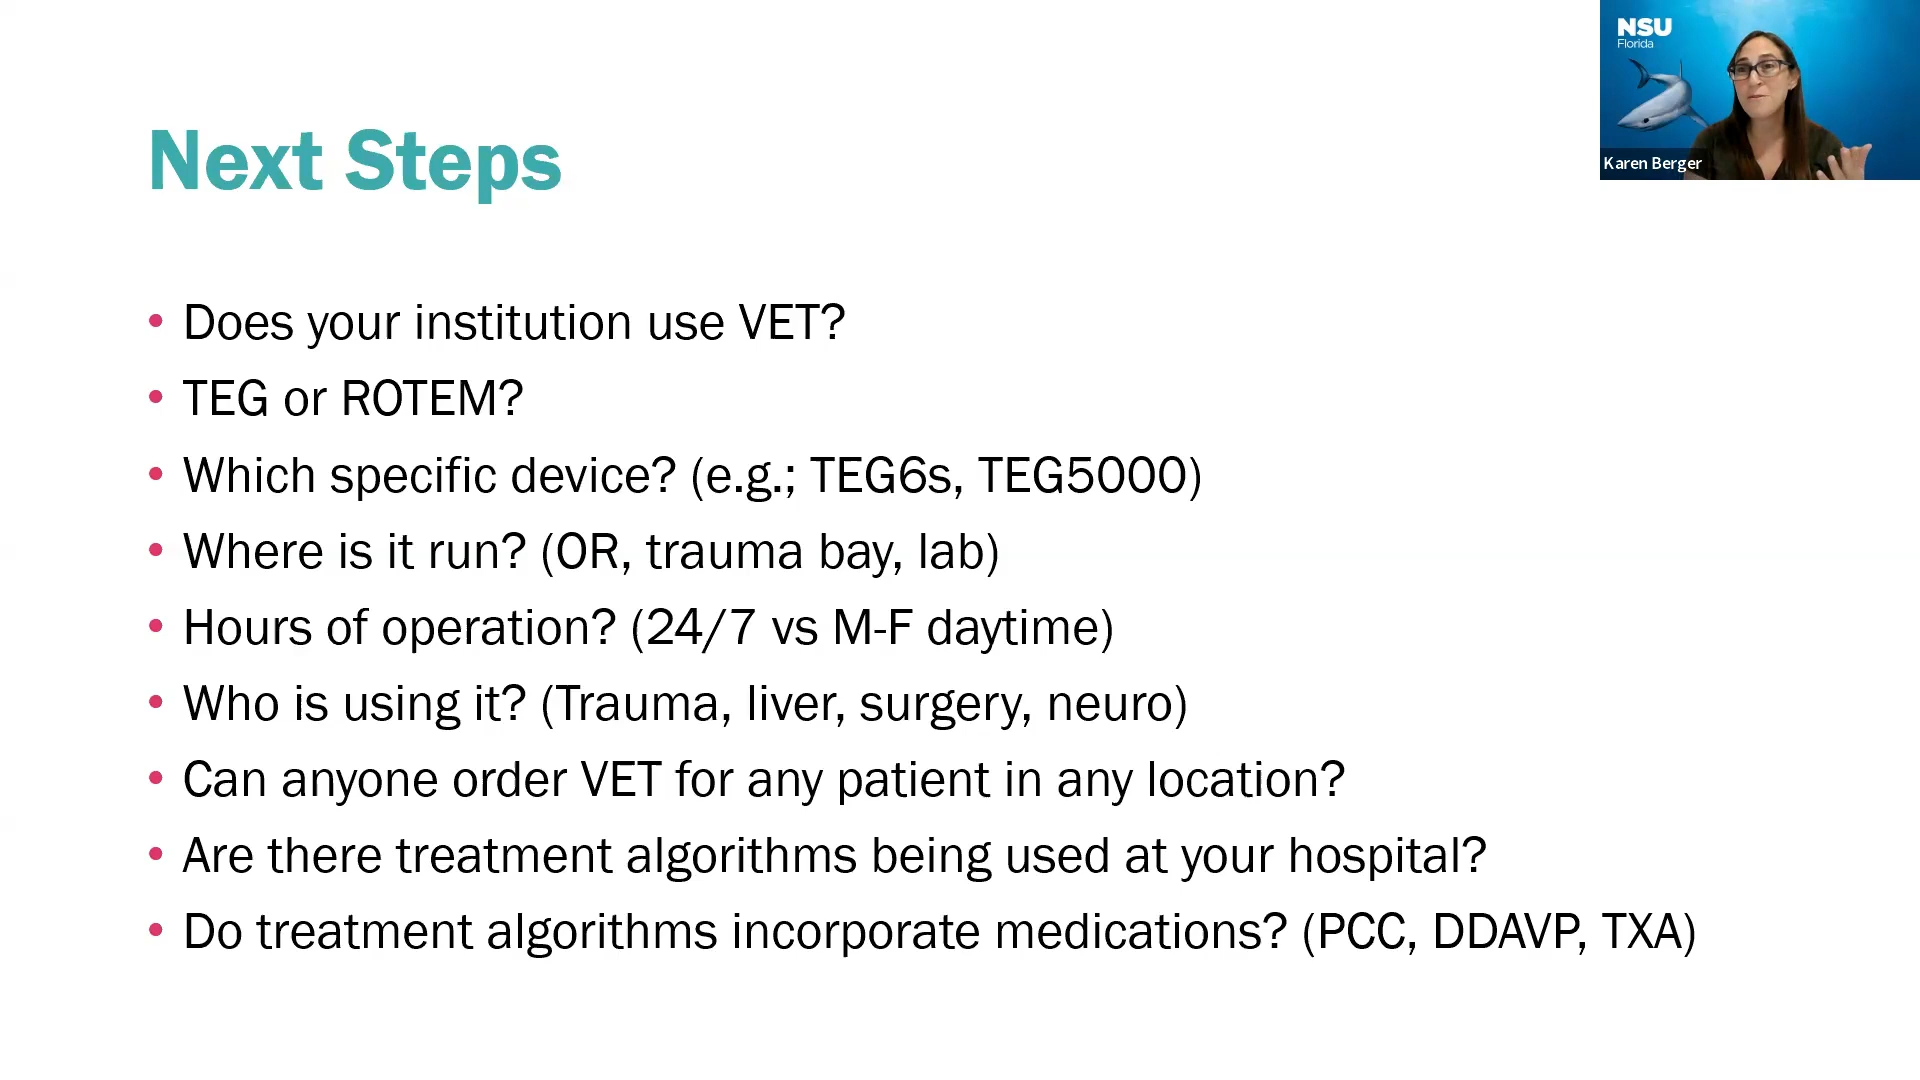 NSU
Florida
Karen Berger
Next Steps
• Does your institution use VET?
• TEG or ROTEM?
• Which specific device? (e.g.; TEG6s, TEG5000)
• Where is it run? (OR, trauma bay, lab)
• Hours of operation? (24/7 vs M-F daytime)
• Who is using it? (Trauma, liver, surgery, neuro)
• Can anyone order VET for any patient in any location?
• Are there treatment algorithms being used at your hospital?
• Do treatment algorithms incorporate medications? (PCC, DDAVP, TXA)